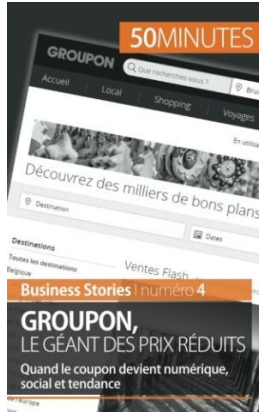 50MINUTES
GROUPON
Que recherchez-vous ?
Accueil
Local
Shopping
Voyages
En utilisa
Découvrez des milliers de bons plans
Destination
Dates
Destinations
Toutes les destinations
Belgique
Ventes Flash
Business Stories | numéro 4
GROUPON,
LE GÉANT DES PRIX RÉDUITS
Quand le coupon devient numérique,
social et tendance